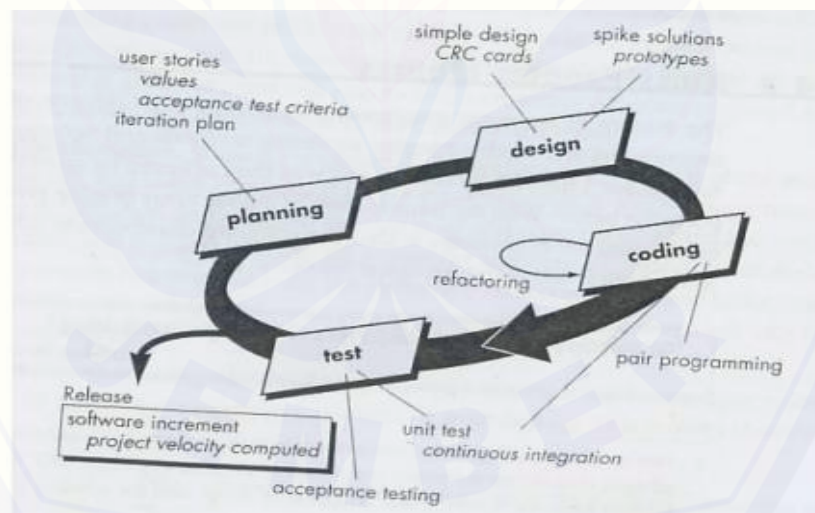 user stories
values
acceptance test criteria
iteration plan
simple design
CRC cards
spike solutions
prototypes
planning
design
coding
refactoring
test
pair programming
unit test
continuous integration
acceptance testing
Release
software increment
project velocity computed